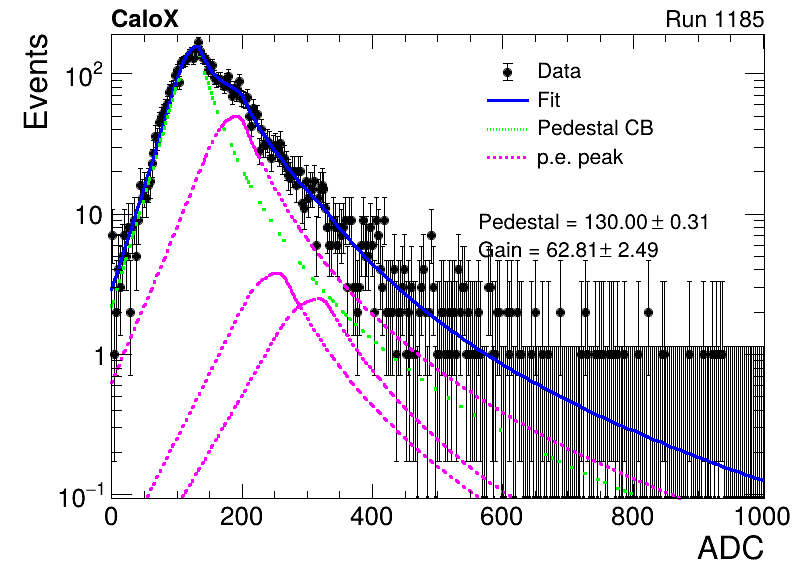 CaloX Run 1185
Events
Data
Fit
Pedestal CB
p.e. peak
Pedestal = 130.00 ± 0.31
Gain = 62.81 ± 2.49
10²
10
1
10⁻¹
0 200 400 600 800 1000
ADC